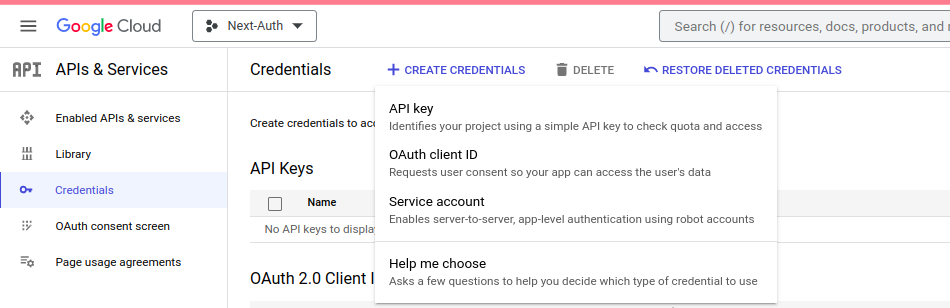 Google Cloud
Next-Auth
Search (/) for resources, docs, products, and
API
APIs & Services
Credentials
CREATE CREDENTIALS
DELETE
RESTORE DELETED CREDENTIALS
Enabled APIs & services
Library
Credentials
OAuth consent screen
Page usage agreements
Create credentials to
API key
Identifies your project using a simple API key to check quota and access
OAuth client ID
Requests user consent so your app can access the user's data
Service account
Enables server-to-server, app-level authentication using robot accounts
Help me choose
Asks a few questions to help you decide which type of credential to use
API Keys
Name
No API keys to
OAuth 2.0 Client